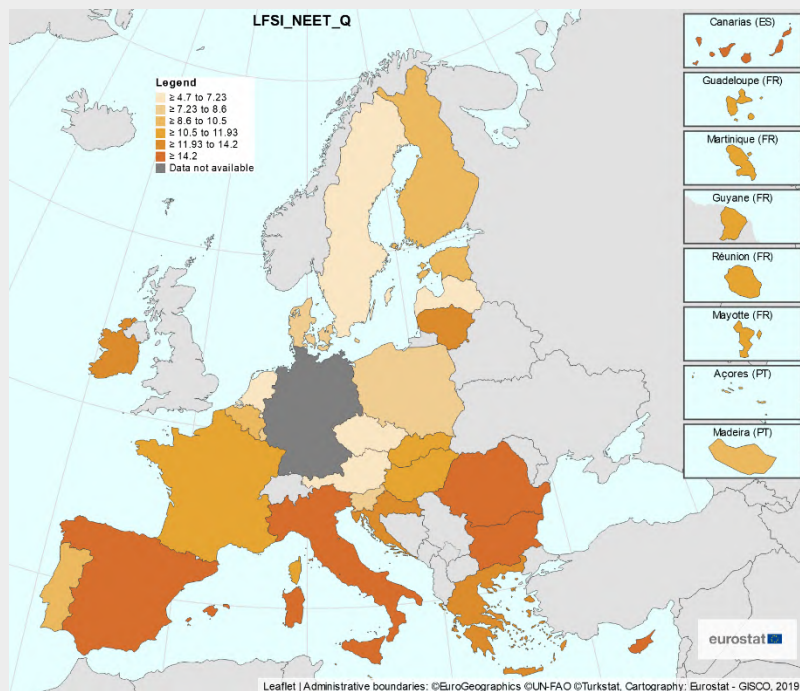 LFSI_NEET_Q
Legend
≥ 4.7 to 7.23
≥ 7.23 to 8.6
≥ 8.6 to 10.5
≥ 10.5 to 11.93
≥ 11.93 to 14.2
≥ 14.2
Data not available
Canarias (ES)
Guadeloupe (FR)
Martinique (FR)
Guyane (FR)
Réunion (FR)
Mayotte (FR)
Açores (PT)
Madeira (PT)
eurostat
Leaflet | Administrative boundaries: ©EuroGeographics ©UN-FAO ©Turkstat, Cartography: Eurostat - GISCO, 2019